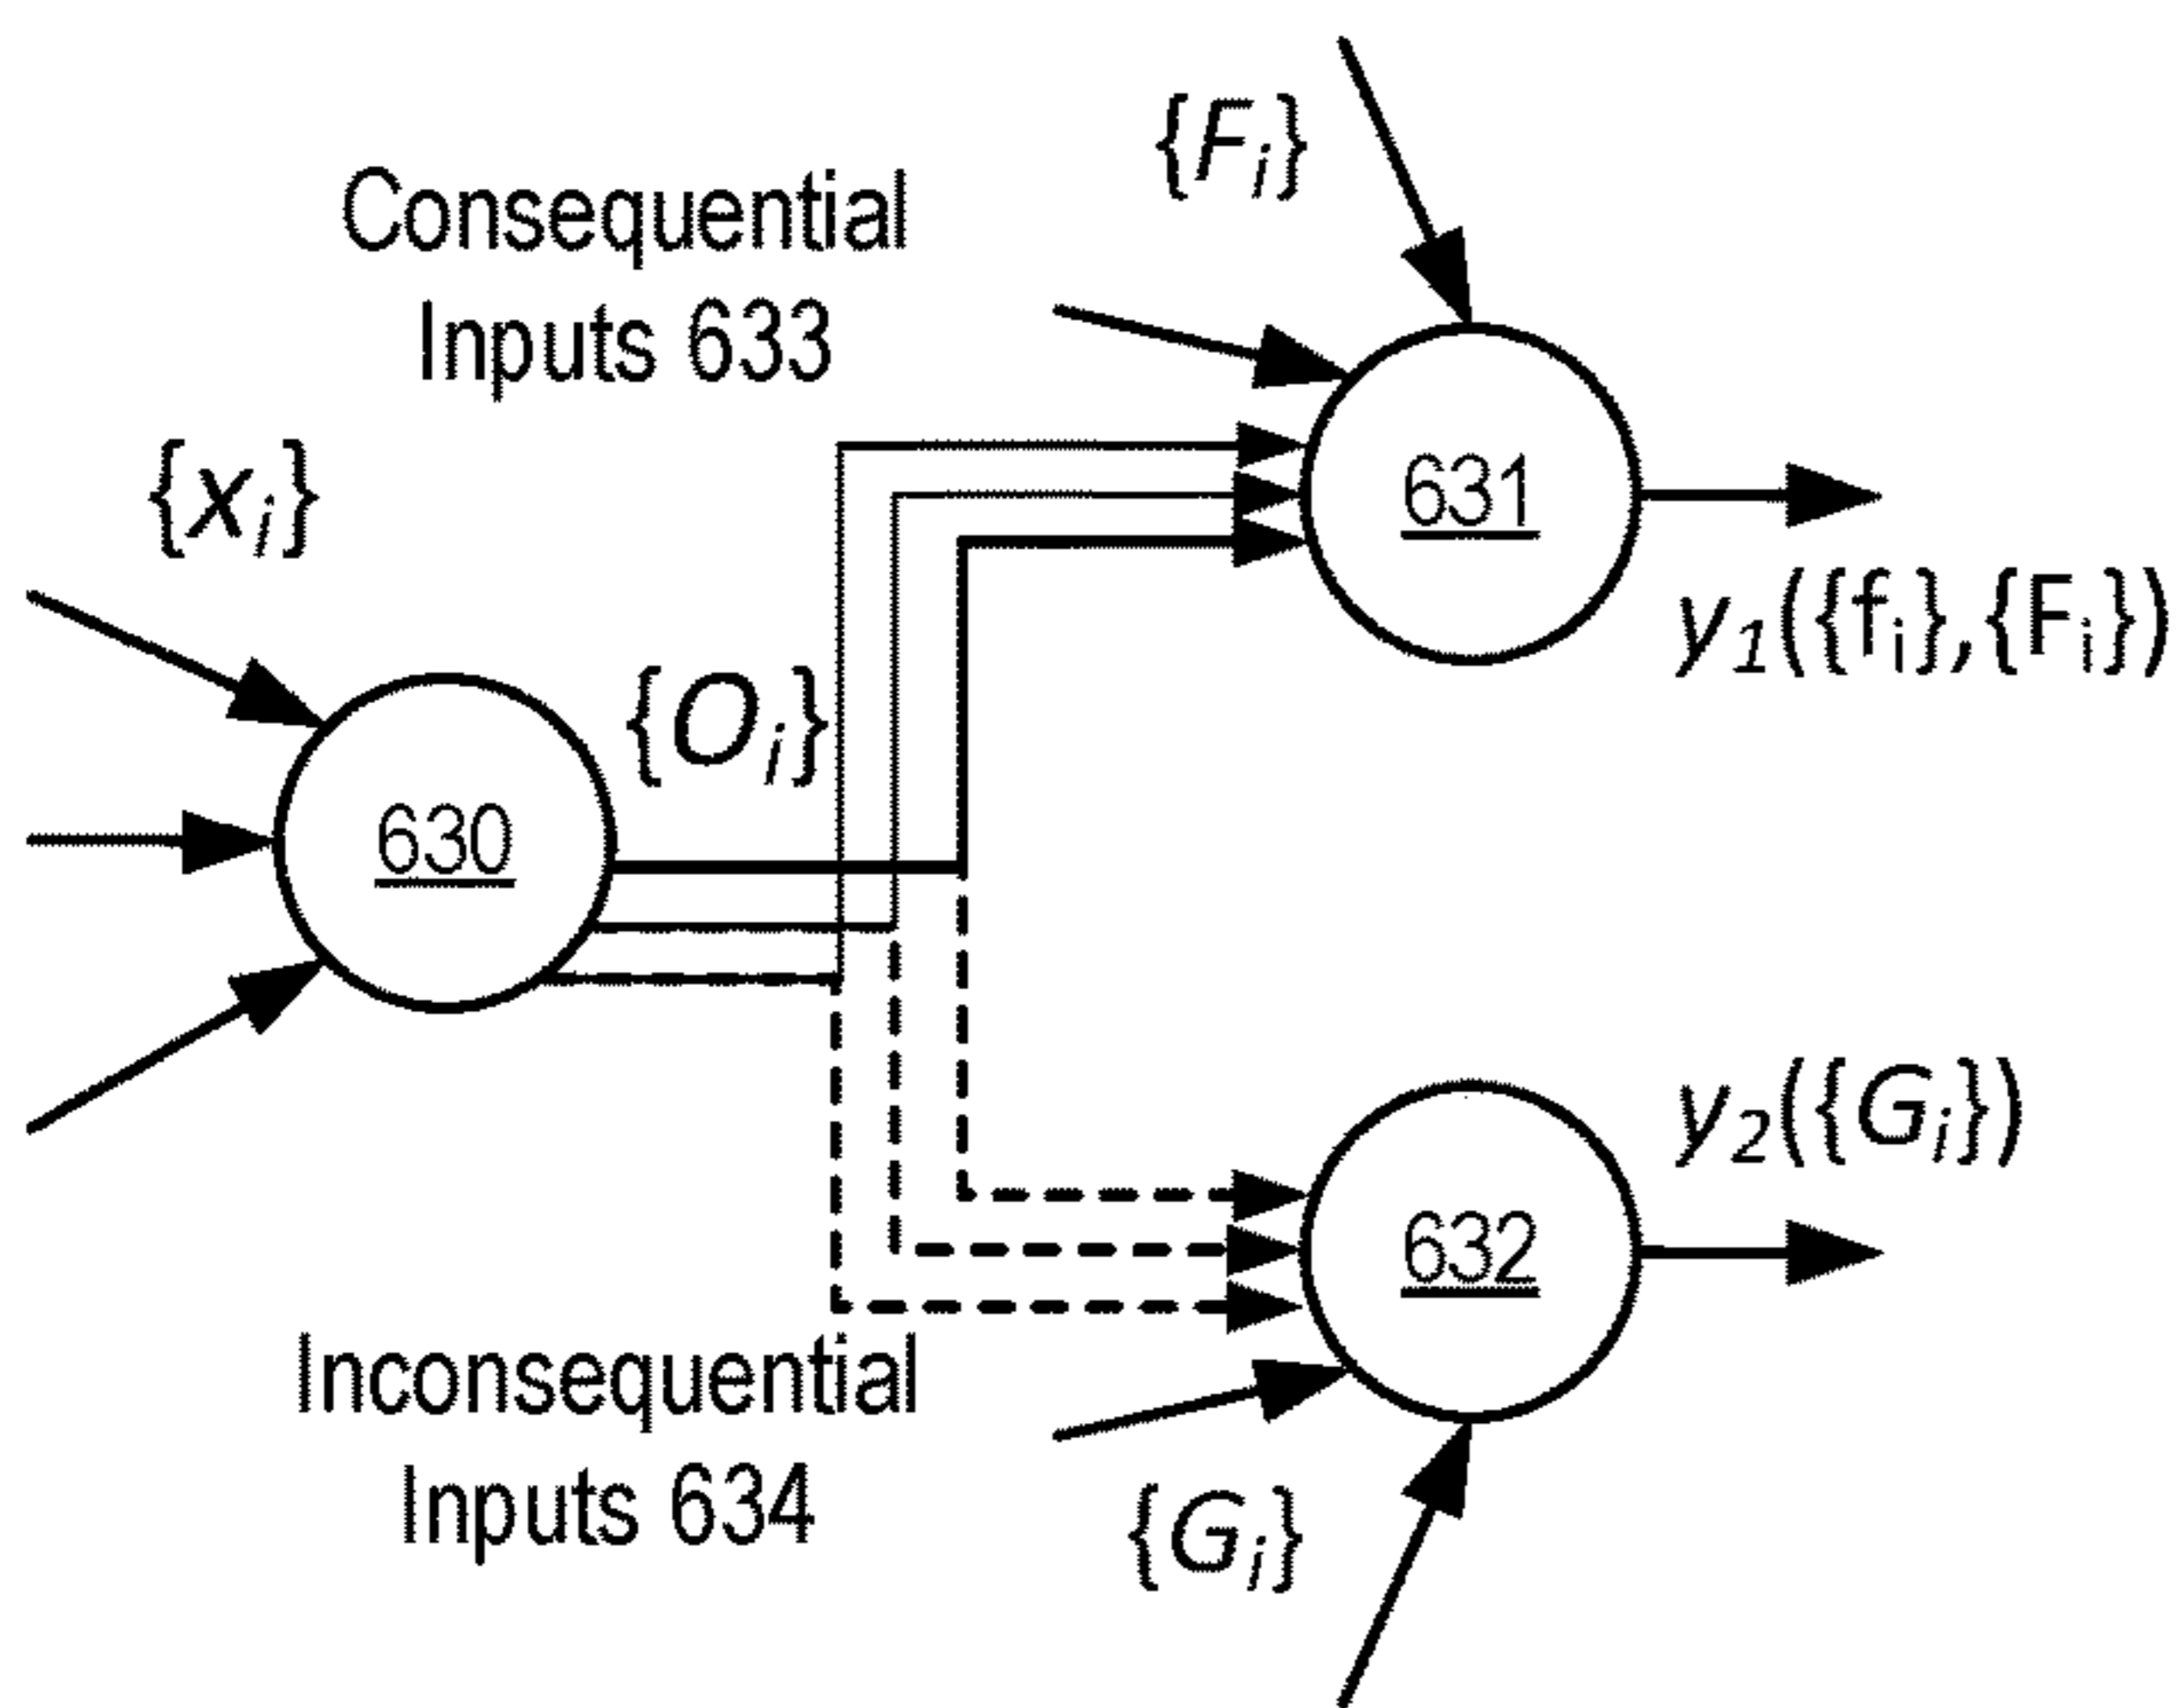 {Fᵢ}
Consequential
Inputs 633
{xᵢ}
631
y₁({fᵢ},{Fᵢ})
{Oᵢ}
630
y₂({Gᵢ})
632
Inconsequential
Inputs 634
{Gᵢ}